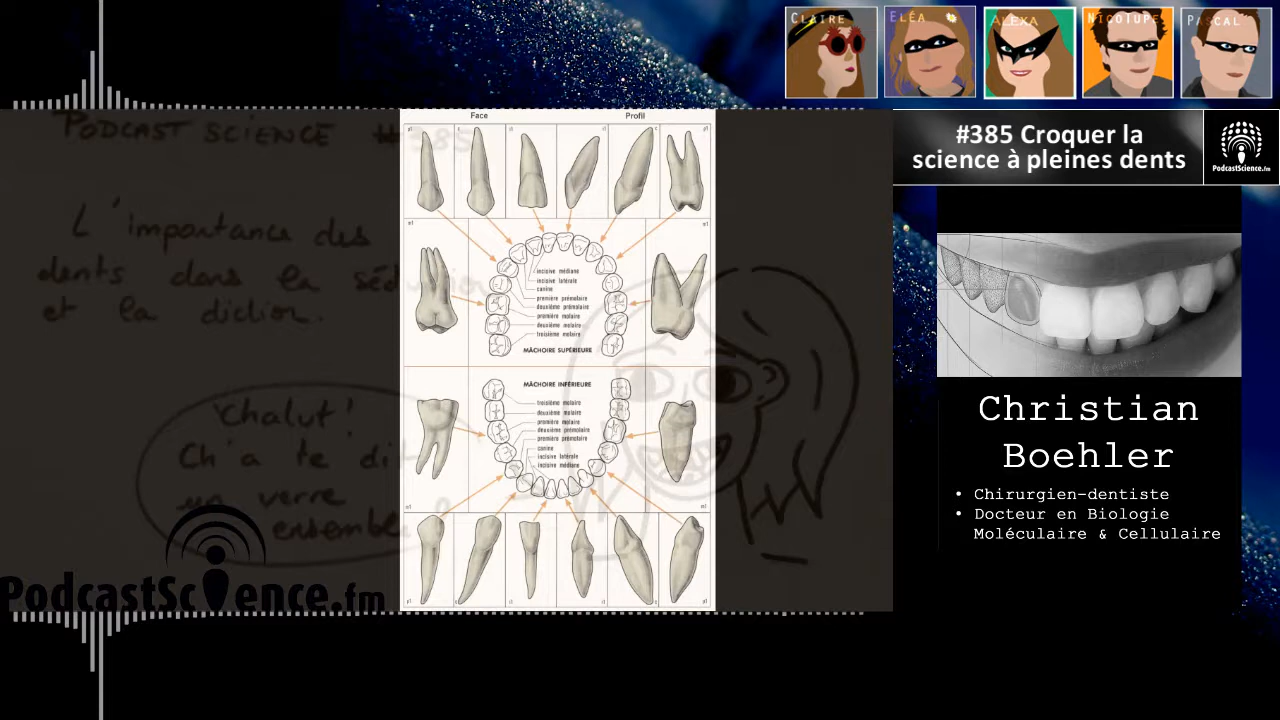 CLAIRE
ELÉA
ALEXA
NICOTUPE
PASCAL
#385 Croquer la
science à pleines dents
PodcastScience.fm
Christian
Boehler
• Chirurgien-dentiste
• Docteur en Biologie
Moléculaire & Cellulaire
PODCAST SCIENCE #385
L'importance des
dents dans la séduction
et la diction.
'Chalut'
Ch'a te dit
un verre
ensemble ?
PodcastScience.fm
Face
Profil
incisive médiane
incisive latérale
canine
première prémolaire
deuxième prémolaire
première molaire
deuxième molaire
troisième molaire
MÂCHOIRE SUPÉRIEURE
MÂCHOIRE INFÉRIEURE
troisième molaire
deuxième molaire
première molaire
deuxième prémolaire
première prémolaire
canine
incisive latérale
incisive médiane